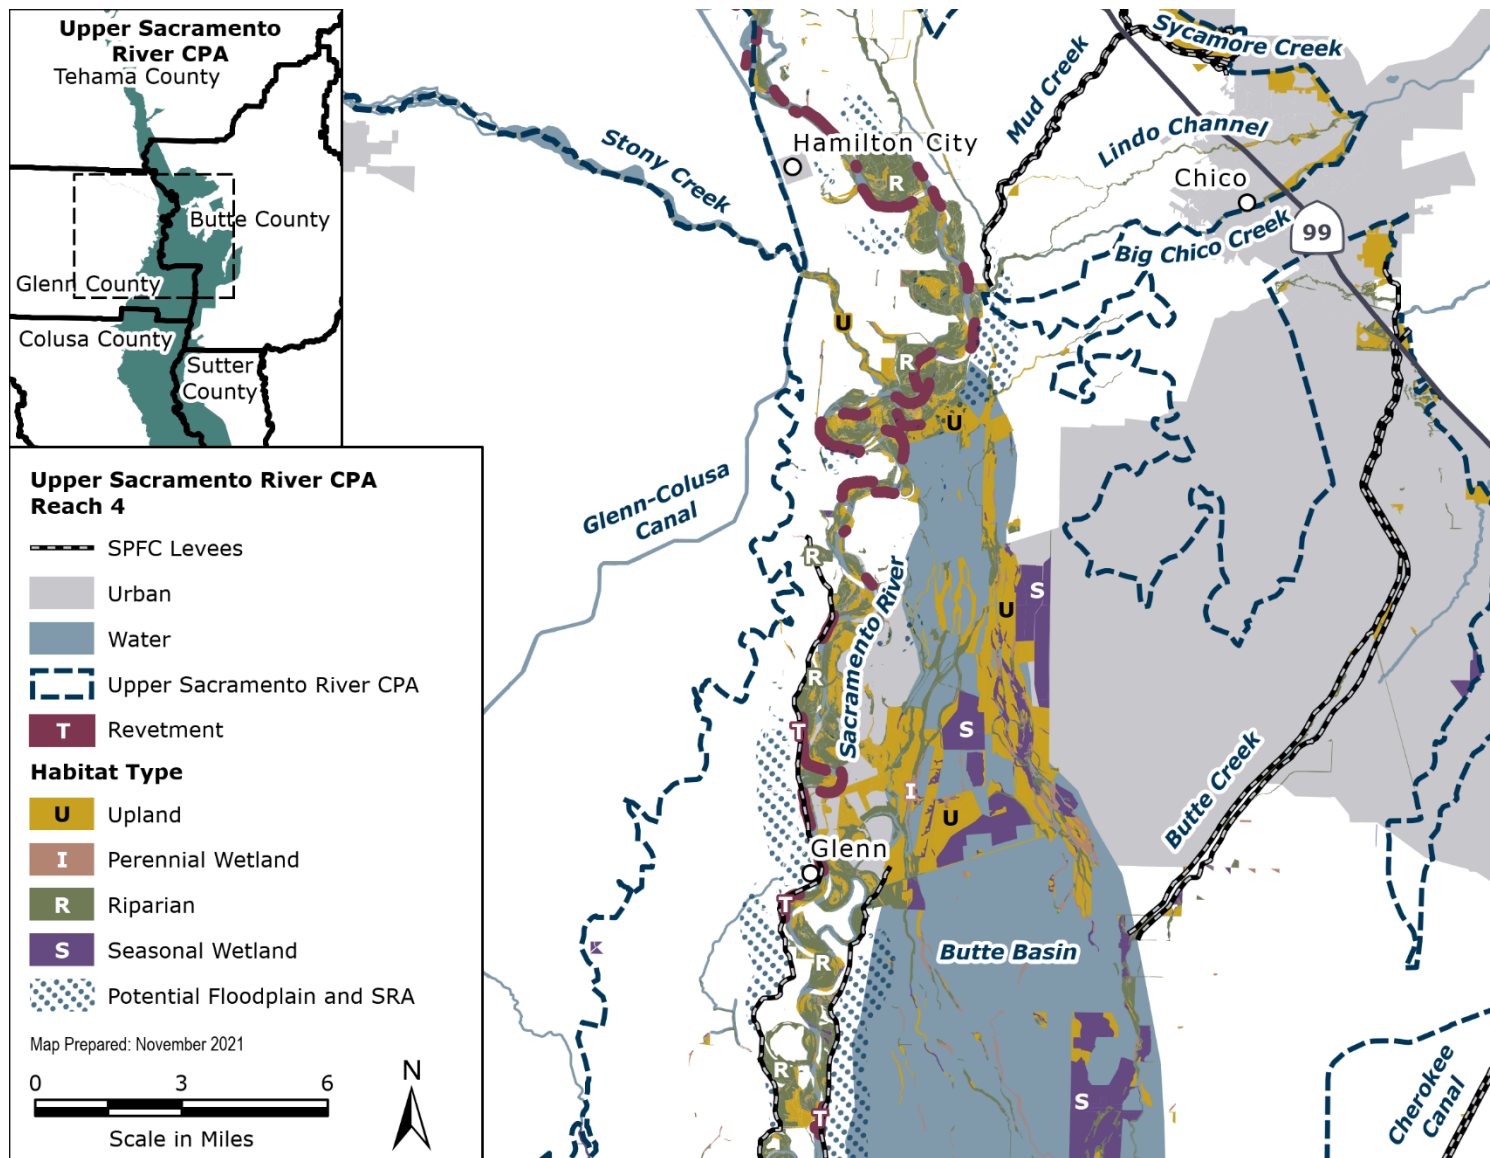 Upper Sacramento
River CPA
Tehama County
Butte County
Glenn County
Colusa County
Sutter
County
Upper Sacramento River CPA
Reach 4
SPFC Levees
Urban
Water
Upper Sacramento River CPA
T Revetment
Habitat Type
U Upland
I Perennial Wetland
R Riparian
S Seasonal Wetland
Potential Floodplain and SRA
Map Prepared: November 2021
0 3 6
Scale in Miles
N
Sycamore Creek
Mud Creek
Lindo Channel
Hamilton City
Stony Creek
Chico
R
99
Big Chico Creek
U
R
U
Glenn-Colusa
Canal
R
S
U
Sacramento River
R
T
S
I
U
Butte Creek
Glenn
T
R
Butte Basin
R
T
S
Cherokee
Canal